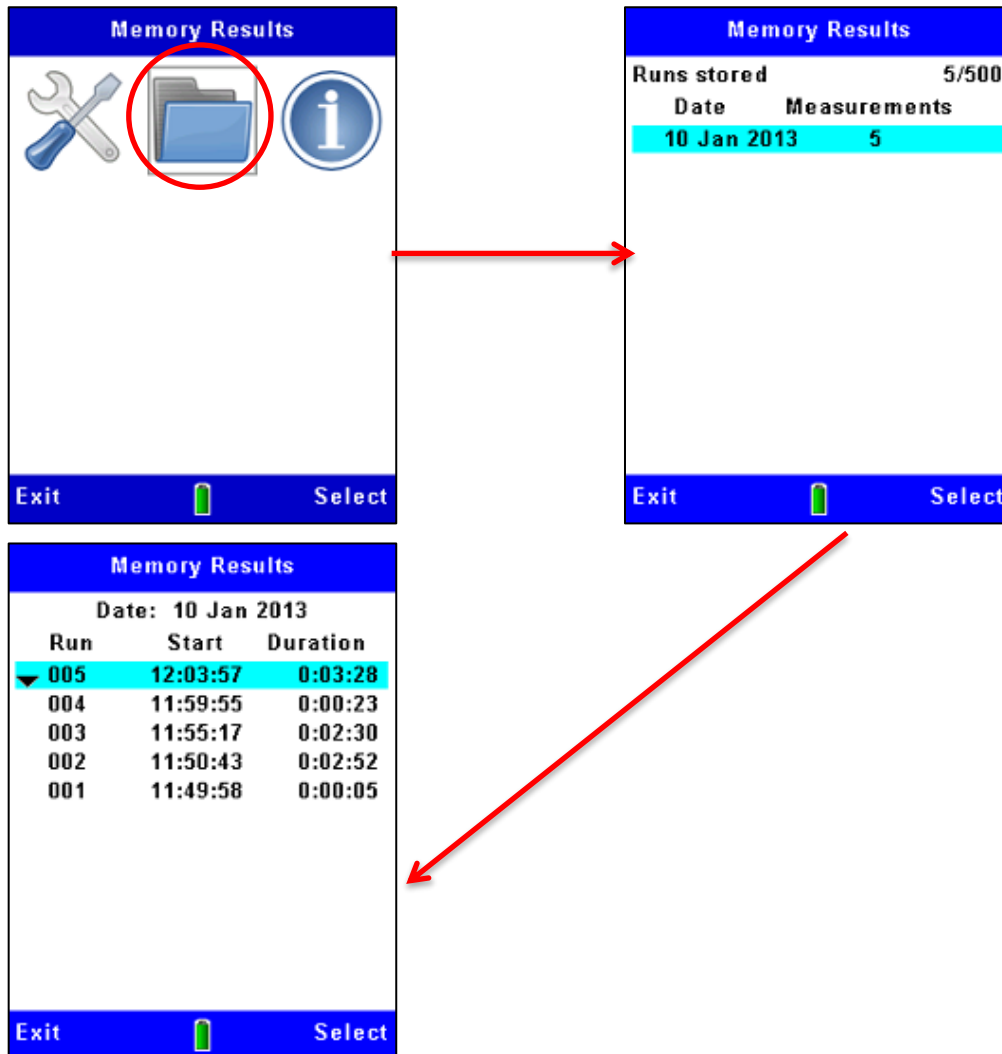 Memory Results
Exit Select
Memory Results
Runs stored 5/500
Date Measurements
10 Jan 2013 5
Exit Select
Memory Results
Date: 10 Jan 2013
Run Start Duration
005 12:03:57 0:03:28
004 11:59:55 0:00:23
003 11:55:17 0:02:30
002 11:50:43 0:02:52
001 11:49:58 0:00:05
Exit Select